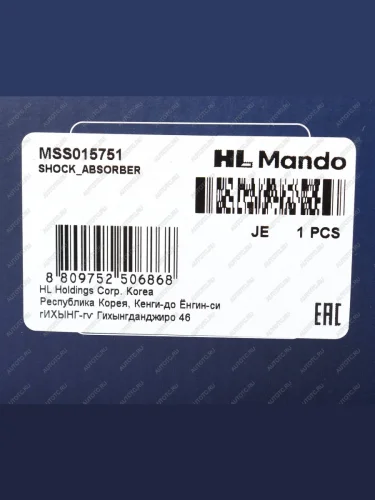 MSS015751
SHOCK_ABSORBER
HL Mando
JE 1 PCS
8 809752 506868
HL Holdings Corp. Korea
Республика Корея, Кенги-до Ёнгин-си
гИХЫНГ-гv Гихынгданджиро 46
EAC